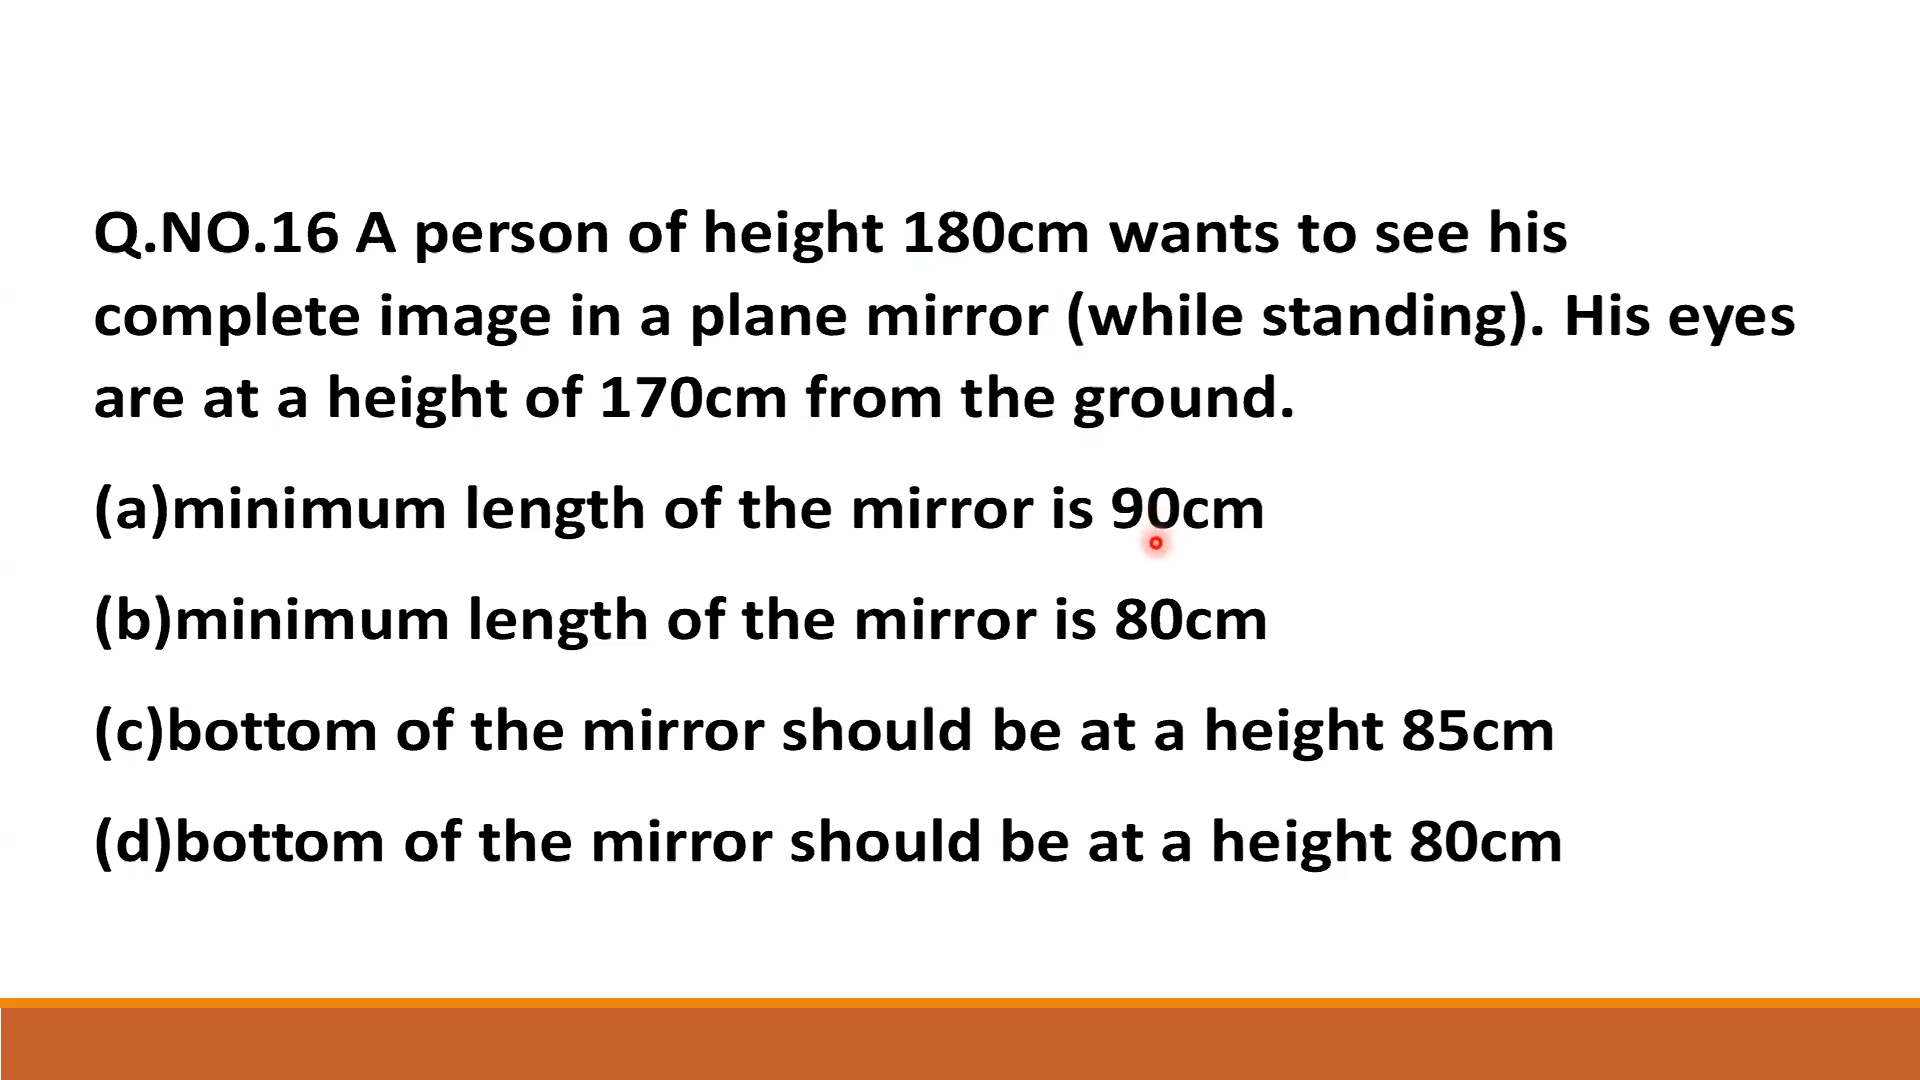 Q.NO.16 A person of height 180cm wants to see his
complete image in a plane mirror (while standing). His eyes
are at a height of 170cm from the ground.
(a)minimum length of the mirror is 90cm
(b)minimum length of the mirror is 80cm
(c)bottom of the mirror should be at a height 85cm
(d)bottom of the mirror should be at a height 80cm